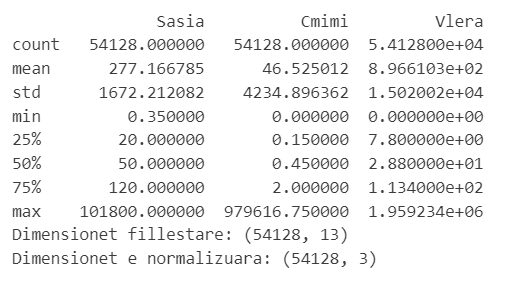 Sasia Cmimi Vlera
count 54128.000000 54128.000000 5.412800e+04
mean 277.166785 46.525012 8.966103e+02
std 1672.212082 4234.896362 1.502002e+04
min 0.350000 0.000000 0.000000e+00
25% 20.000000 0.150000 7.800000e+00
50% 50.000000 0.450000 2.880000e+01
75% 120.000000 2.000000 1.134000e+02
max 101800.000000 979616.750000 1.959234e+06
Dimensionet fillestare: (54128, 13)
Dimensionet e normalizuara: (54128, 3)